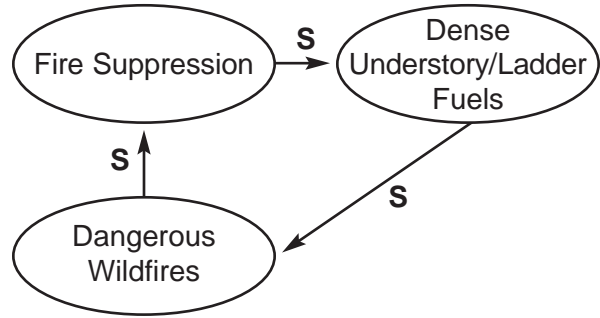 Fire Suppression
S
Dense
Understory/Ladder
Fuels
S
S
Dangerous
Wildfires